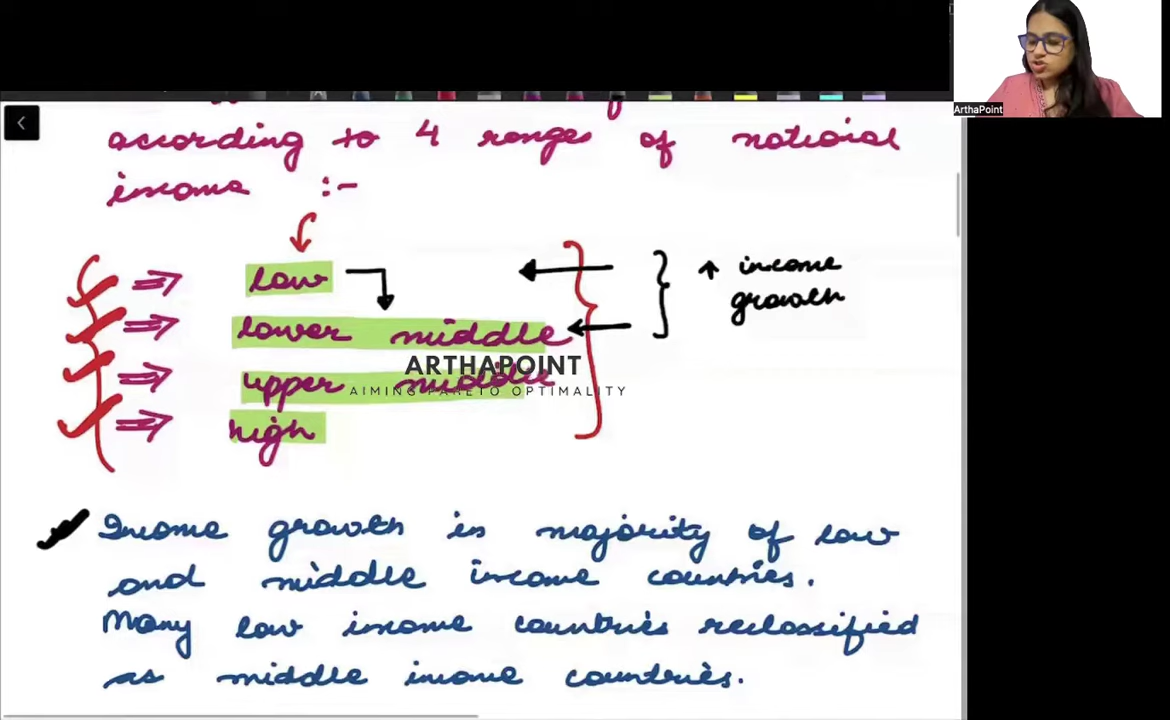 ArthaPoint
according to 4 ranges of national
income :-
⇒ low
⇒ lower middle
⇒ upper middle
⇒ high
↑ income
growth
ARTHAPOINT
AIMING PARETO OPTIMALITY
Income growth in majority of low
and middle income countries.
Many low income countries reclassified
as middle income countries.